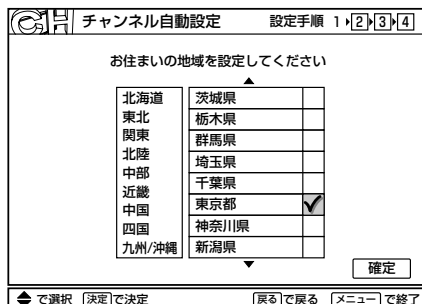 CH チャンネル自動設定 設定手順 1 2 3 4
お住まいの地域を設定してください
北海道
東北
関東
北陸
中部
近畿
中国
四国
九州/沖縄
茨城県
栃木県
群馬県
埼玉県
千葉県
東京都
神奈川県
新潟県
確定
で選択 決定で決定 戻るで戻る メニューで終了